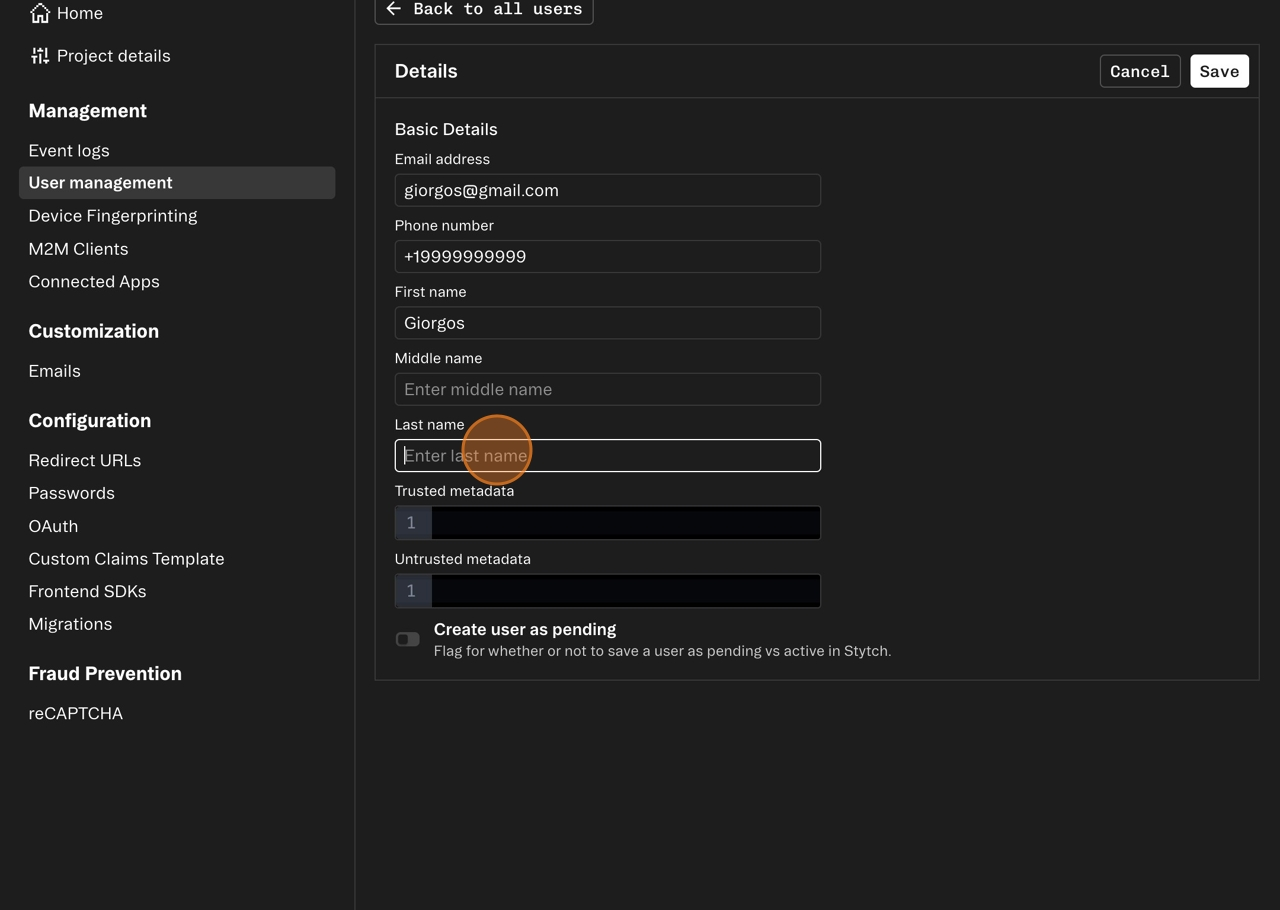 Home
Project details
Management
Event logs
User management
Device Fingerprinting
M2M Clients
Connected Apps
Customization
Emails
Configuration
Redirect URLs
Passwords
OAuth
Custom Claims Template
Frontend SDKs
Migrations
Fraud Prevention
reCAPTCHA
Back to all users
Details
Cancel
Save
Basic Details
Email address
giorgos@gmail.com
Phone number
+19999999999
First name
Giorgos
Middle name
Enter middle name
Last name
Enter last name
Trusted metadata
1
Untrusted metadata
1
Create user as pending
Flag for whether or not to save a user as pending vs active in Stytch.